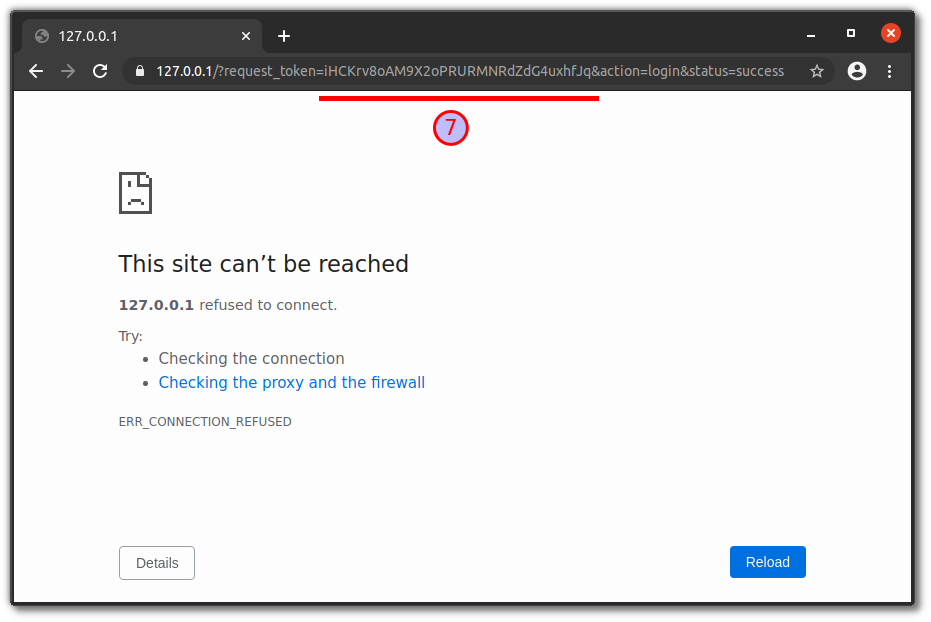 127.0.0.1
127.0.0.1/?request_token=iHCKrv8oAM9X2oPRURMNRdZdG4uxhfJq&action=login&status=success
7
This site can’t be reached
127.0.0.1 refused to connect.
Try:
• Checking the connection
• Checking the proxy and the firewall
ERR_CONNECTION_REFUSED
Details
Reload